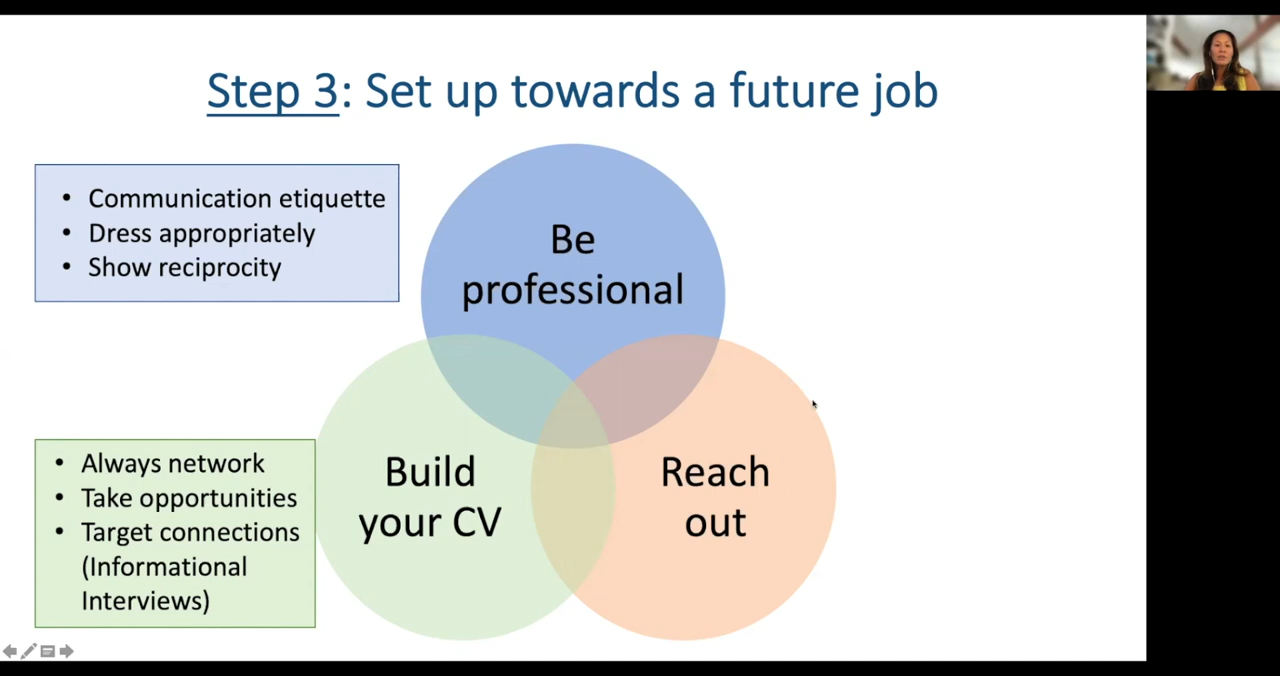 Step 3: Set up towards a future job
• Communication etiquette
• Dress appropriately
• Show reciprocity
Be
professional
• Always network
• Take opportunities
• Target connections
(Informational
Interviews)
Build
your CV
Reach
out